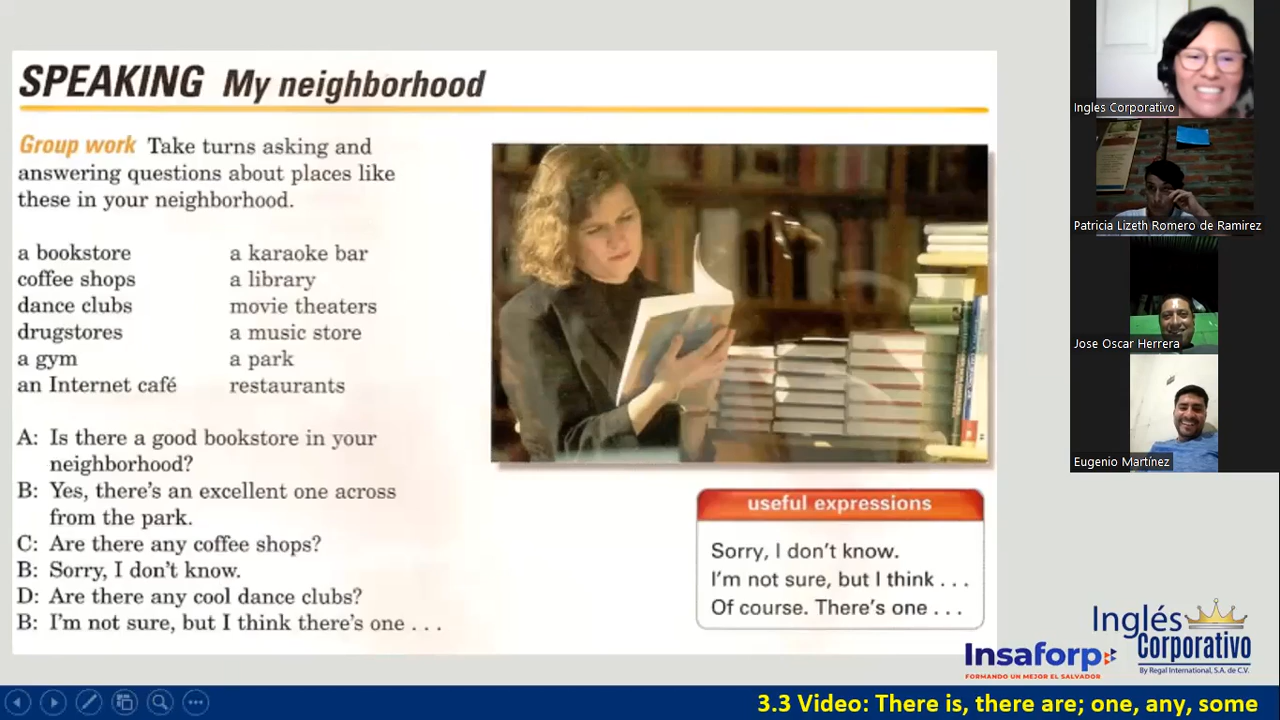 SPEAKING My neighborhood
Group work Take turns asking and
answering questions about places like
these in your neighborhood.
a bookstore
coffee shops
dance clubs
drugstores
a gym
an Internet café
a karaoke bar
a library
movie theaters
a music store
a park
restaurants
A: Is there a good bookstore in your
neighborhood?
B: Yes, there's an excellent one across
from the park.
C: Are there any coffee shops?
B: Sorry, I don't know.
D: Are there any cool dance clubs?
B: I'm not sure, but I think there's one . . .
useful expressions
Sorry, I don't know.
I'm not sure, but I think . . .
Of course. There's one . . .
Ingles Corporativo
Patricia Lizeth Romero de Ramirez
Jose Oscar Herrera
Eugenio Martínez
Insaforp
FORMANDO UN MEJOR EL SALVADOR
Inglés
Corporativo
By Regal International, S.A. de C.V.
3.3 Video: There is, there are; one, any, some